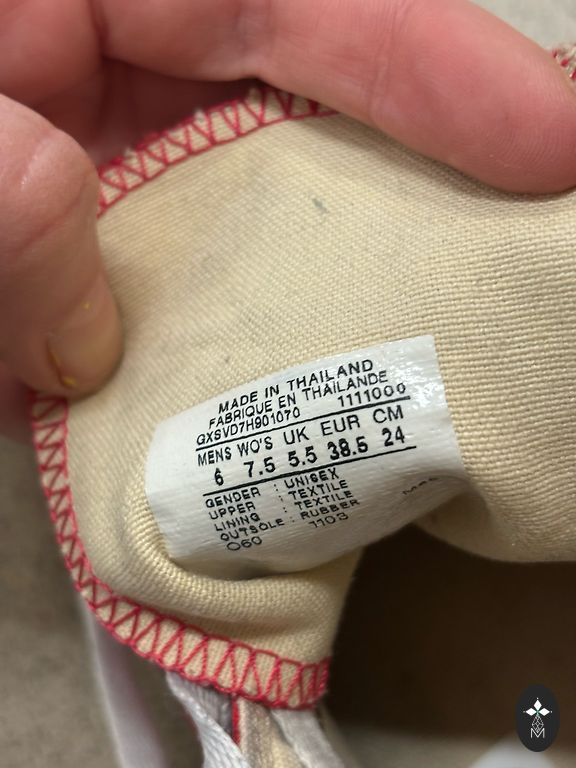 MADE IN THAILAND
FABRIQUE EN THAILANDE
GXSVD7H901070 1111000
MENS WO'S UK EUR CM
6 7.5 5.5 38.5 24
GENDER : UNISEX
UPPER : TEXTILE
LINING : TEXTILE
OUTSOLE : RUBBER
060 1103
M